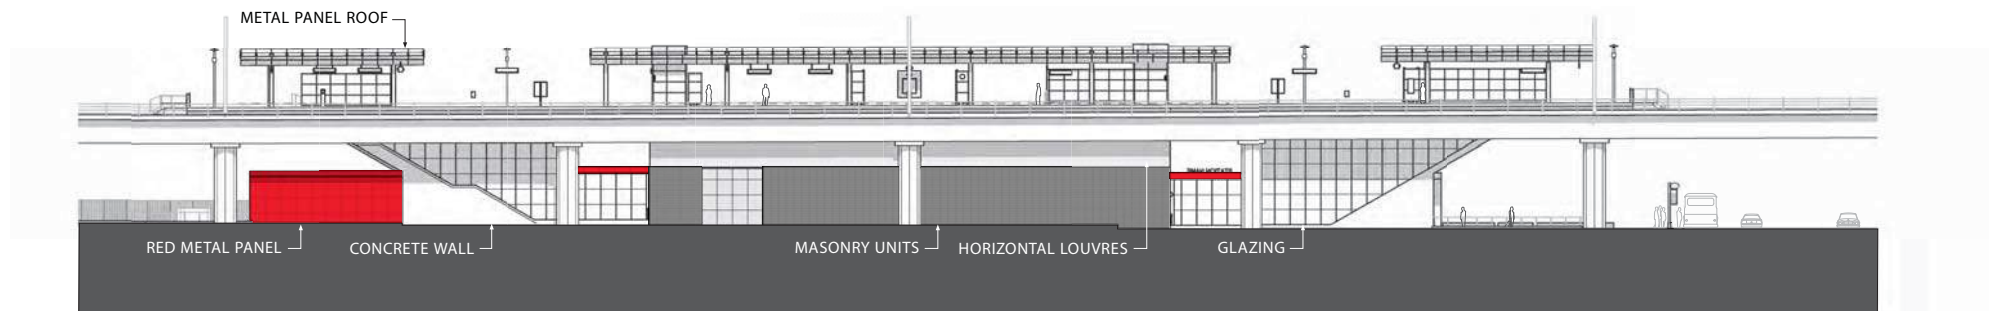 METAL PANEL ROOF
RED METAL PANEL
CONCRETE WALL
MASONRY UNITS
HORIZONTAL LOUVRES
GLAZING